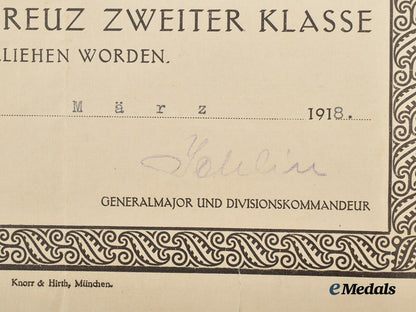 REUZ ZWEITER KLASSE
LIEHEN WORDEN.
März 1918.
GENERALMAJOR UND DIVISIONSKOMMANDEUR
Knorr & Hirth, München.
eMedals